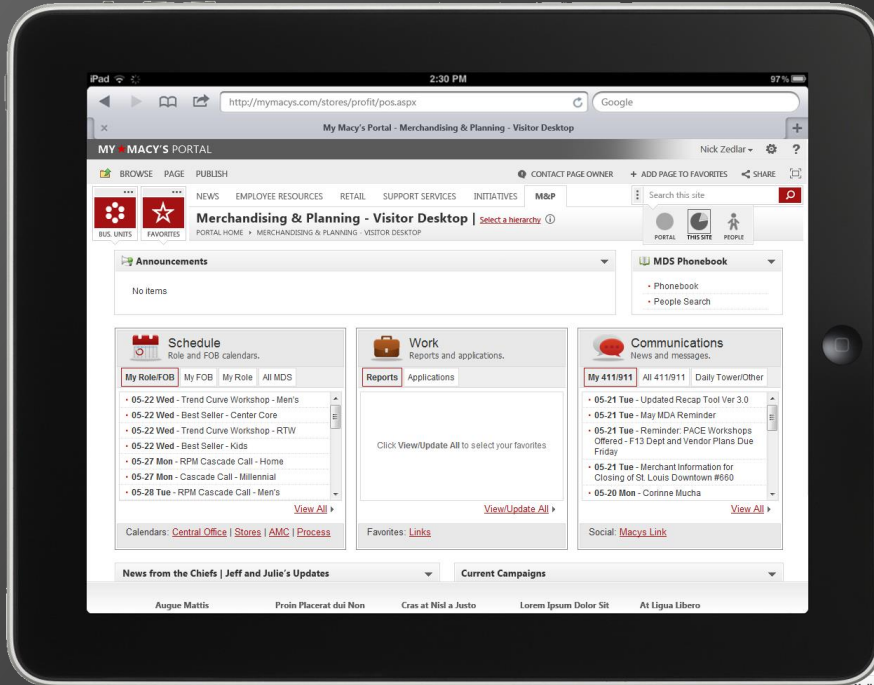 iPad
2:30 PM
97%
http://mymacys.com/stores/profit/pos.aspx
Google
My Macy's Portal - Merchandising & Planning - Visitor Desktop
MY MACY'S PORTAL
Nick Zedlar
?
BROWSE PAGE PUBLISH
CONTACT PAGE OWNER + ADD PAGE TO FAVORITES SHARE
BUS. UNITS
FAVORITES
NEWS EMPLOYEE RESOURCES RETAIL SUPPORT SERVICES INITIATIVES M&P
Search this site
Merchandising & Planning - Visitor Desktop | Select a hierarchy
PORTAL HOME MERCHANDISING & PLANNING - VISITOR DESKTOP
PORTAL THIS SITE PEOPLE
Announcements
No items
MDS Phonebook
Phonebook
People Search
Schedule
Role and FOB calendars.
My Role/FOB My FOB My Role All MDS
05-22 Wed - Trend Curve Workshop - Men's
05-22 Wed - Best Seller - Center Core
05-22 Wed - Trend Curve Workshop - RTW
05-22 Wed - Best Seller - Kids
05-27 Mon - RPM Cascade Call - Home
05-27 Mon - Cascade Call - Millennial
05-28 Tue - RPM Cascade Call - Men's
View All
Calendars: Central Office | Stores | AMC | Process
Work
Reports and applications.
Reports Applications
Click View/Update All to select your favorites
View/Update All
Favorites: Links
Communications
News and messages.
My 411/911 All 411/911 Daily Tower/Other
05-21 Tue - Updated Recap Tool Ver 3.0
05-21 Tue - May MDA Reminder
05-21 Tue - Reminder: PACE Workshops
Offered - F13 Dept and Vendor Plans Due
Friday
05-21 Tue - Merchant Information for
Closing of St. Louis Downtown #660
05-20 Mon - Corinne Mucha
View All
Social: Macys Link
News from the Chiefs | Jeff and Julie's Updates
Current Campaigns
Augue Mattis
Proin Placerat dui Non
Cras at Nisl a Justo
Lorem Ipsum Dolor Sit
At Ligua Libero